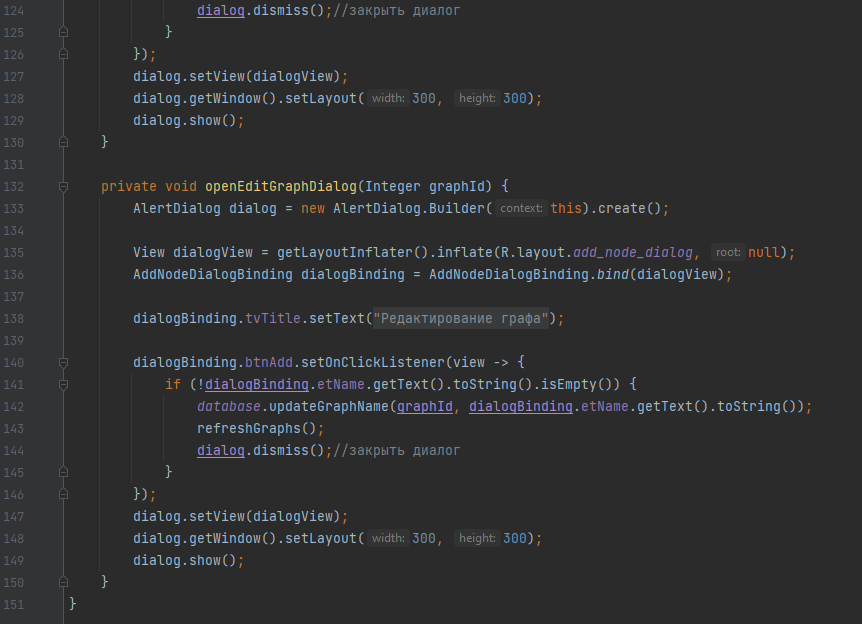 124 dialog.dismiss();//закрыть диалог
125 }
126 });
127 dialog.setView(dialogView);
128 dialog.getWindow().setLayout( width: 300, height: 300);
129 dialog.show();
130 }
131
132 private void openEditGraphDialog(Integer graphId) {
133 AlertDialog dialog = new AlertDialog.Builder( context: this).create();
134
135 View dialogView = getLayoutInflater().inflate(R.layout.add_node_dialog, root: null);
136 AddNodeDialogBinding dialogBinding = AddNodeDialogBinding.bind(dialogView);
137
138 dialogBinding.tvTitle.setText("Редактирование графа");
139
140 dialogBinding.btnAdd.setOnClickListener(view -> {
141 if (!dialogBinding.etName.getText().toString().isEmpty()) {
142 database.updateGraphName(graphId, dialogBinding.etName.getText().toString());
143 refreshGraphs();
144 dialog.dismiss();//закрыть диалог
145 }
146 });
147 dialog.setView(dialogView);
148 dialog.getWindow().setLayout( width: 300, height: 300);
149 dialog.show();
150 }
151 }